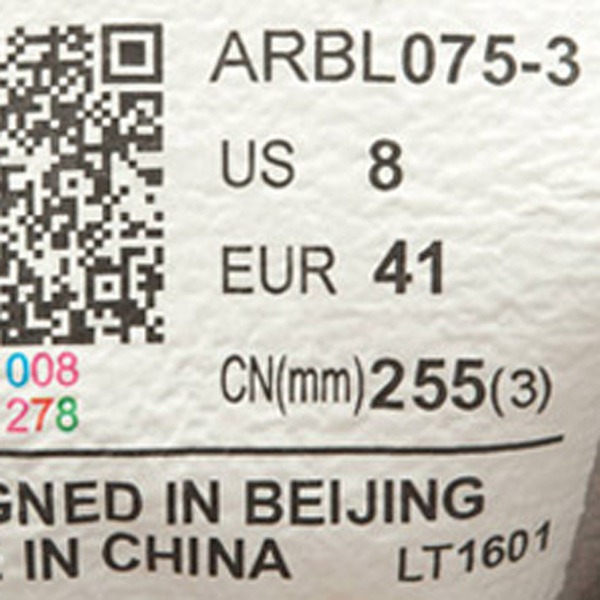 ARBL075-3
US 8
EUR 41
CN(mm)255(3)
008
278
GNED IN BEIJING
IN CHINA
LT1601